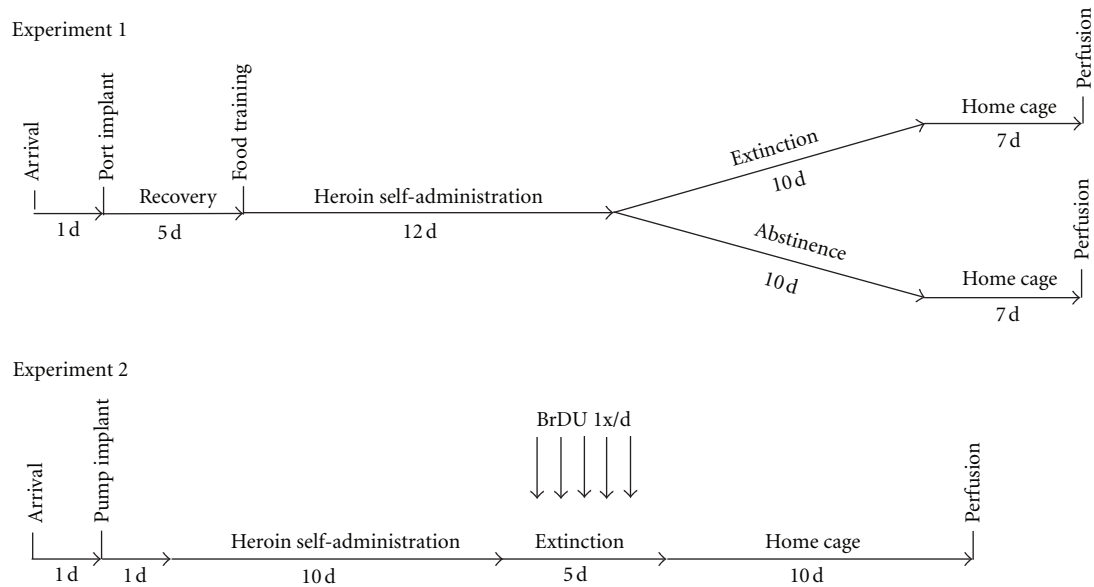 Experiment 1
Arrival
Port implant
Food training
Perfusion
Recovery
Heroin self-administration
Extinction
Home cage
1 d
5 d
12 d
10 d
7 d
Abstinence
10 d
Home cage
7 d
Perfusion
Experiment 2
Arrival
Pump implant
BrDU 1x/d
Perfusion
Heroin self-administration
Extinction
Home cage
1 d
1 d
10 d
5 d
10 d